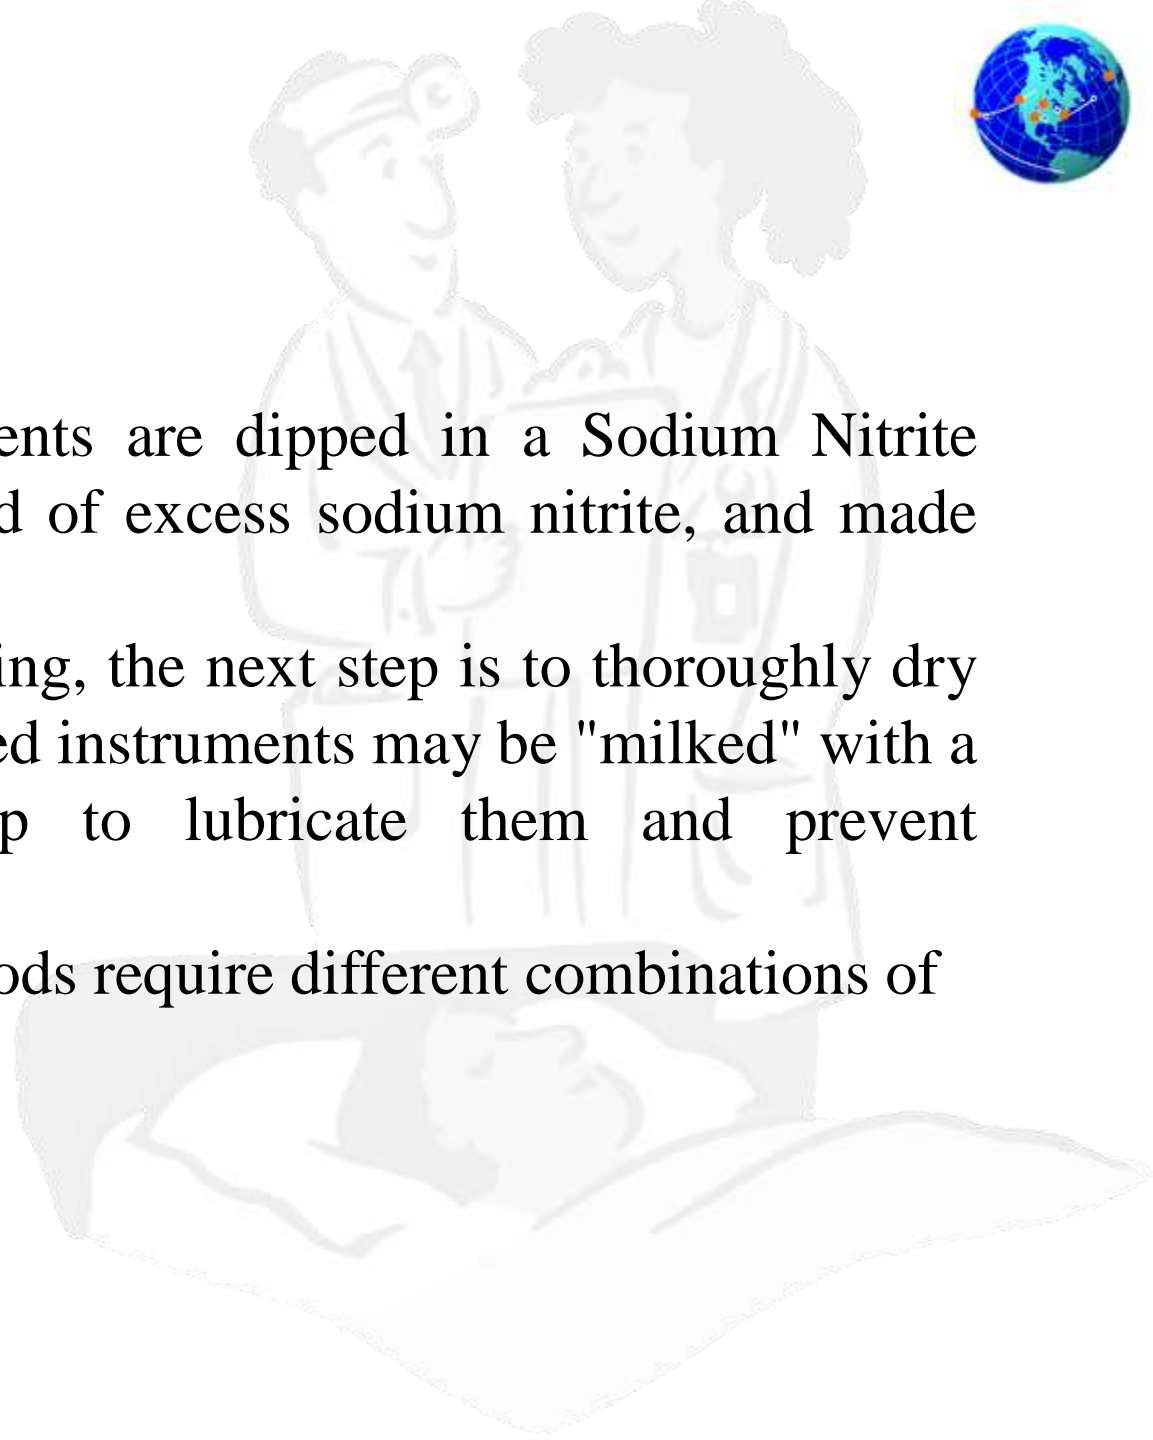 ents are dipped in a Sodium Nitrite
d of excess sodium nitrite, and made
ing, the next step is to thoroughly dry
ed instruments may be "milked" with a
p to lubricate them and prevent
ods require different combinations of